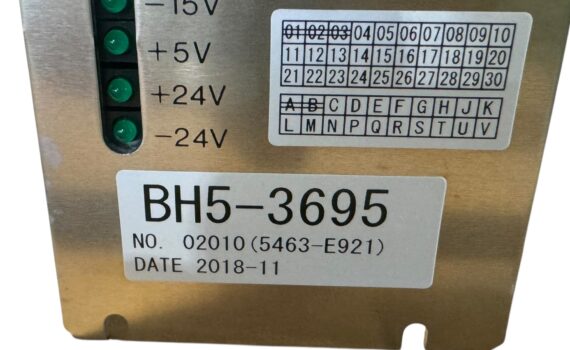 -15V
+5V
+24V
-24V
01 02 03 04 05 06 07 08 09 10
11 12 13 14 15 16 17 18 19 20
21 22 23 24 25 26 27 28 29 30
A B C D E F G H J K
L M N P Q R S T U V
BH5-3695
NO. 02010(5463-E921)
DATE 2018-11